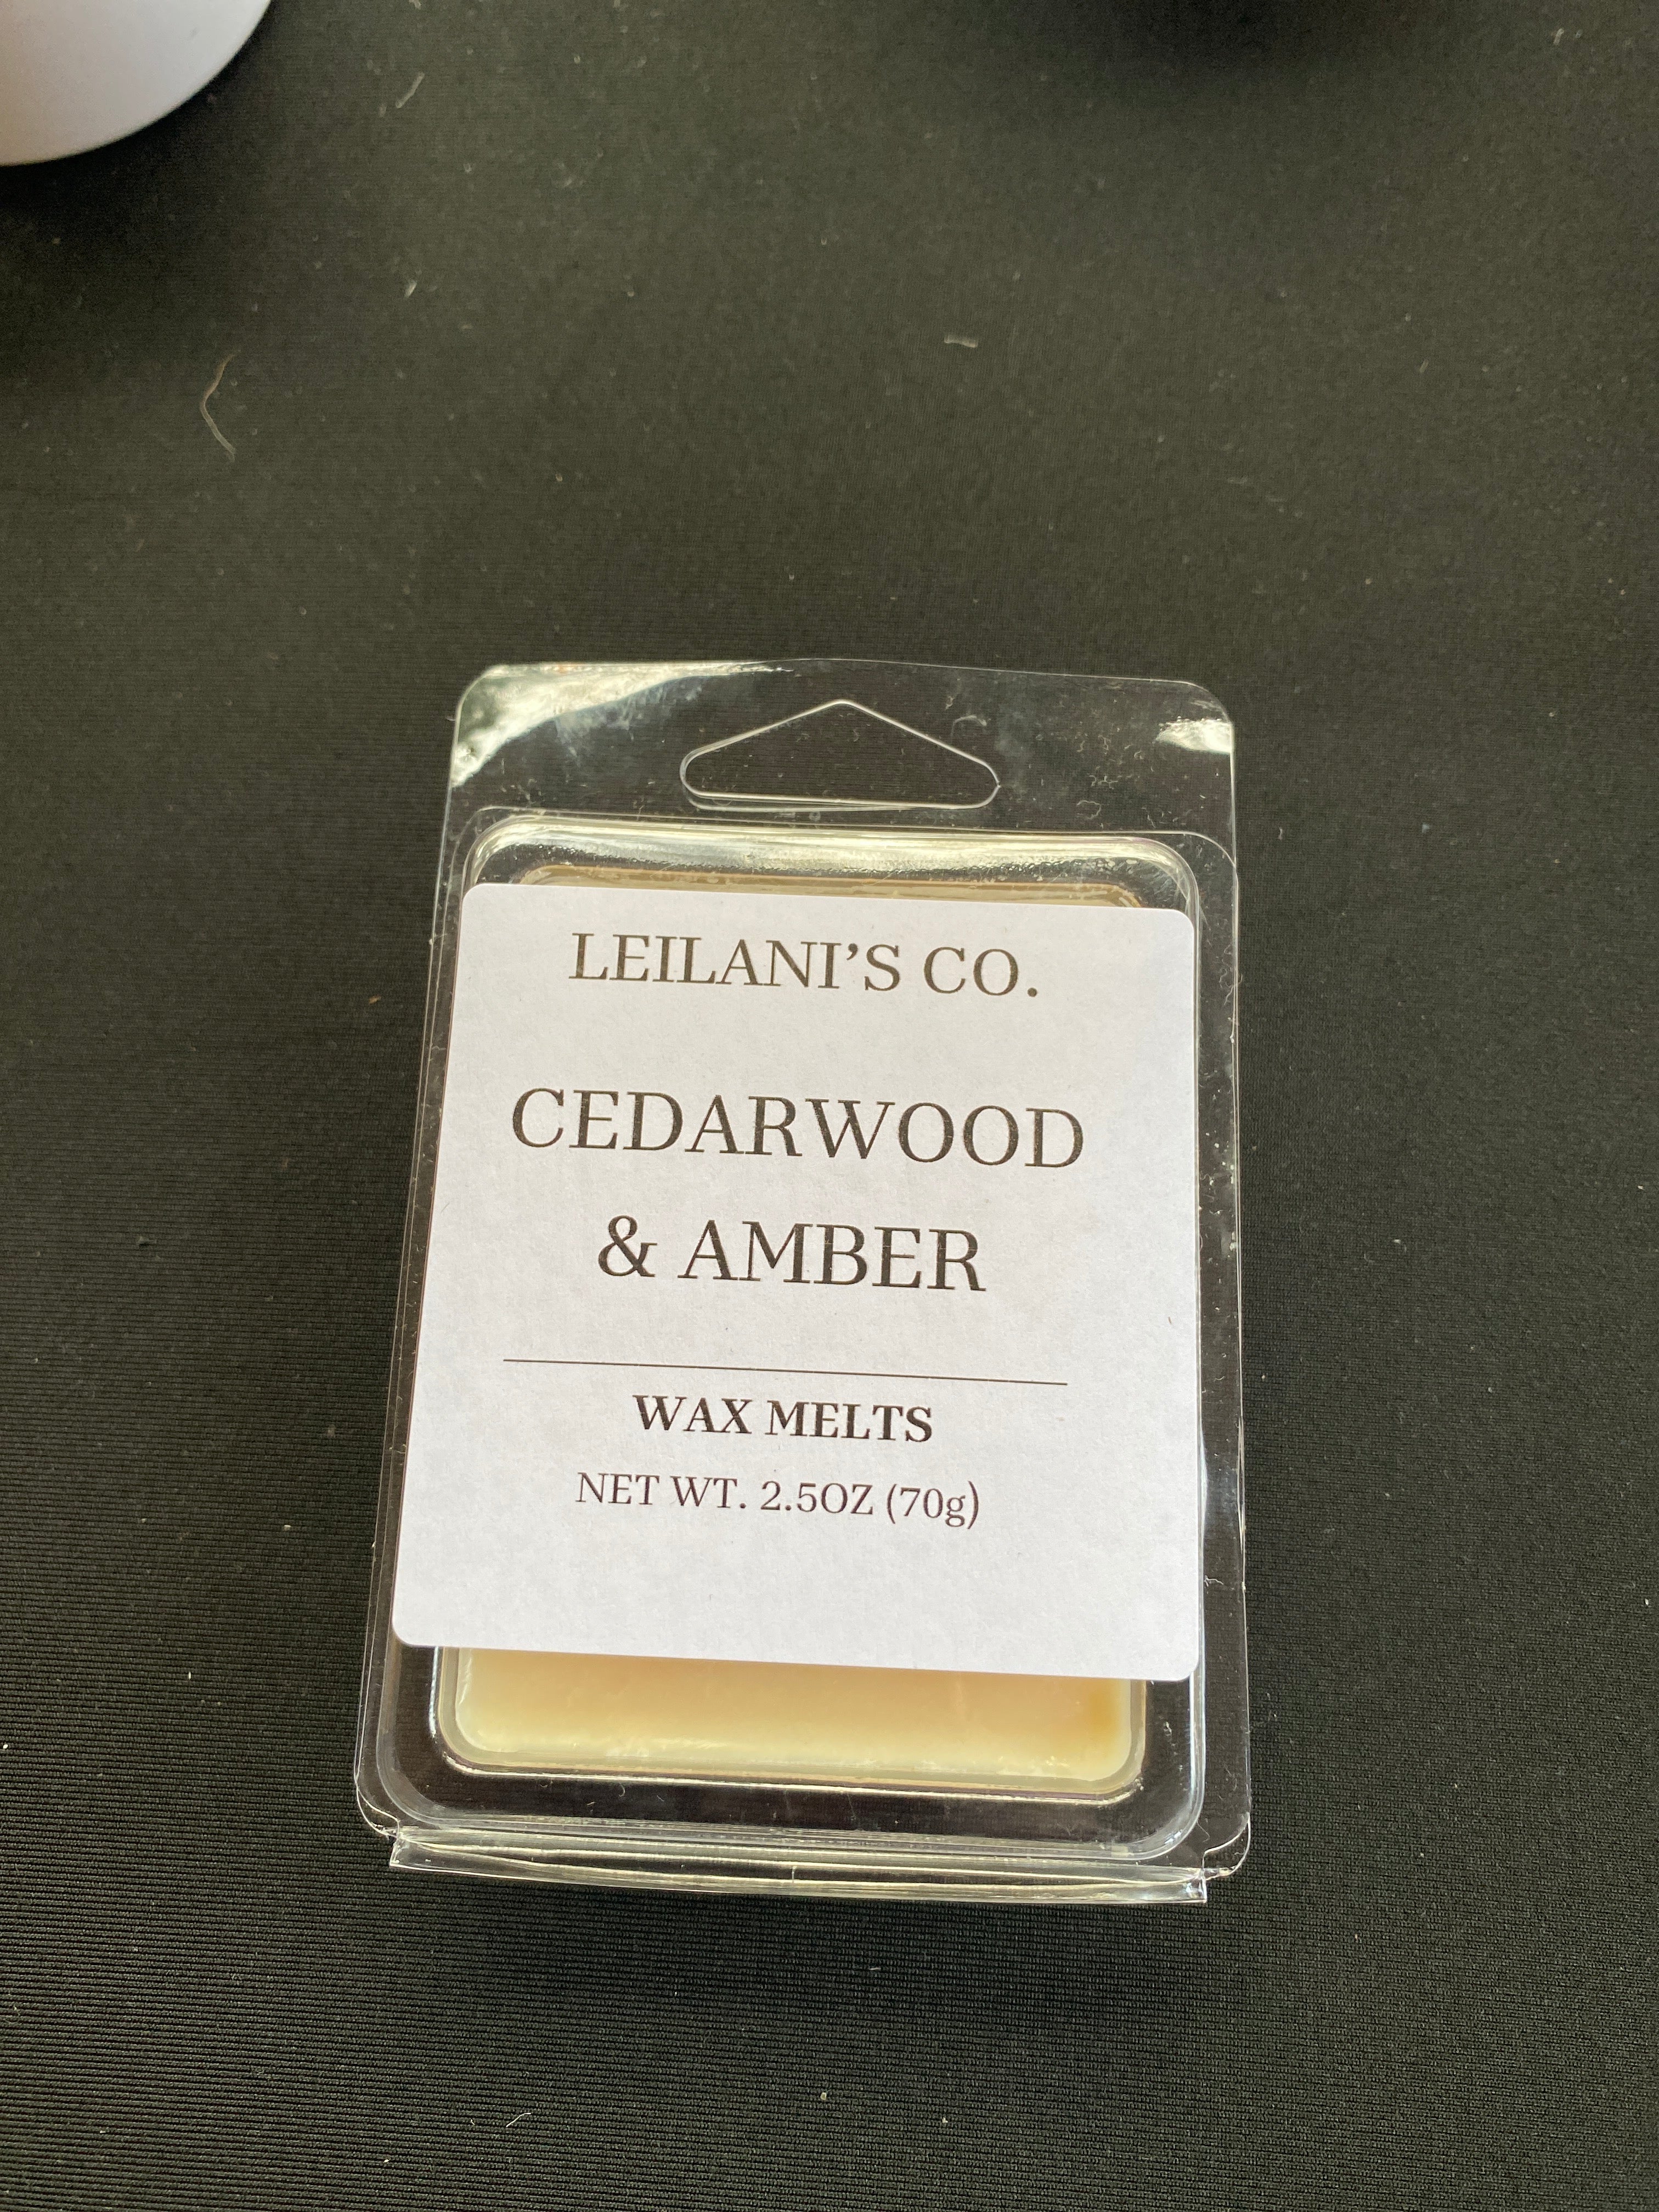 LEILANI’S CO.
CEDARWOOD
& AMBER
WAX MELTS
NET WT. 2.5OZ (70g)